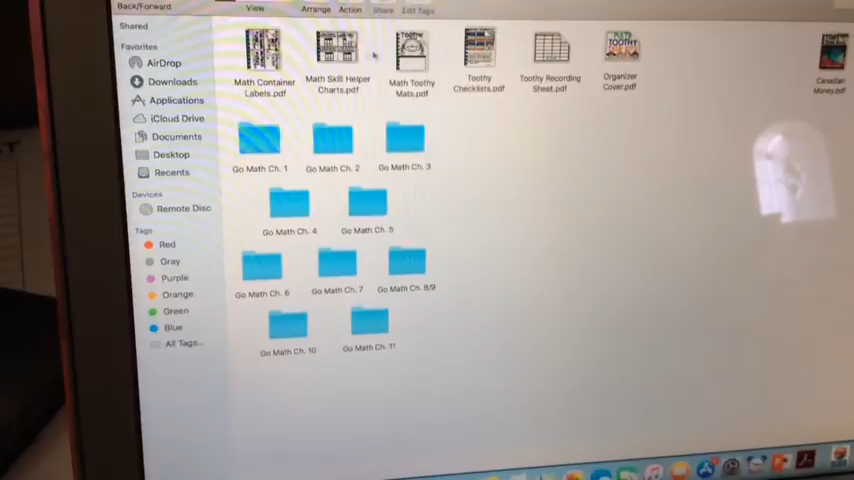 Back/Forward View Arrange Action Share Edit Tags
Shared
Favorites
AirDrop
Downloads
Applications
iCloud Drive
Documents
Desktop
Recents
Devices
Remote Disc
Tags
Red
Gray
Purple
Orange
Green
Blue
All Tags...
Math Container
Labels.pdf
Math Skill Helper
Charts.pdf
Math Toothy
Mats.pdf
Toothy
Checklists.pdf
Toothy Recording
Sheet.pdf
Organizer
Cover.pdf
Canadian
Money.pdf
TOOTHY
Go Math Ch. 1
Go Math Ch. 2
Go Math Ch. 3
Go Math Ch. 4
Go Math Ch. 5
Go Math Ch. 6
Go Math Ch. 7
Go Math Ch. 8/9
Go Math Ch. 10
Go Math Ch. 11